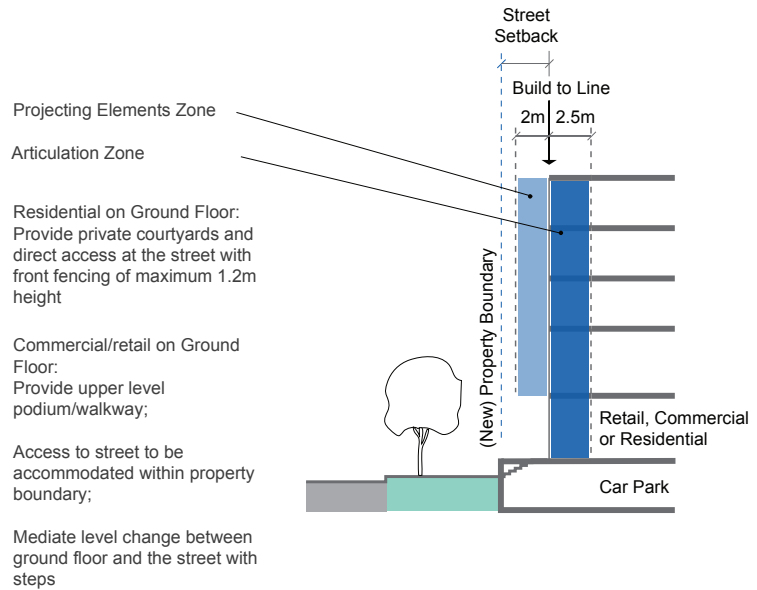 Street
Setback
Build to Line
2m
2.5m
Projecting Elements Zone
Articulation Zone
Residential on Ground Floor:
Provide private courtyards and
direct access at the street with
front fencing of maximum 1.2m
height
(New) Property Boundary
Commercial/retail on Ground
Floor:
Provide upper level
podium/walkway;
Retail, Commercial
or Residential
Access to street to be
accommodated within property
boundary;
Car Park
Mediate level change between
ground floor and the street with
steps